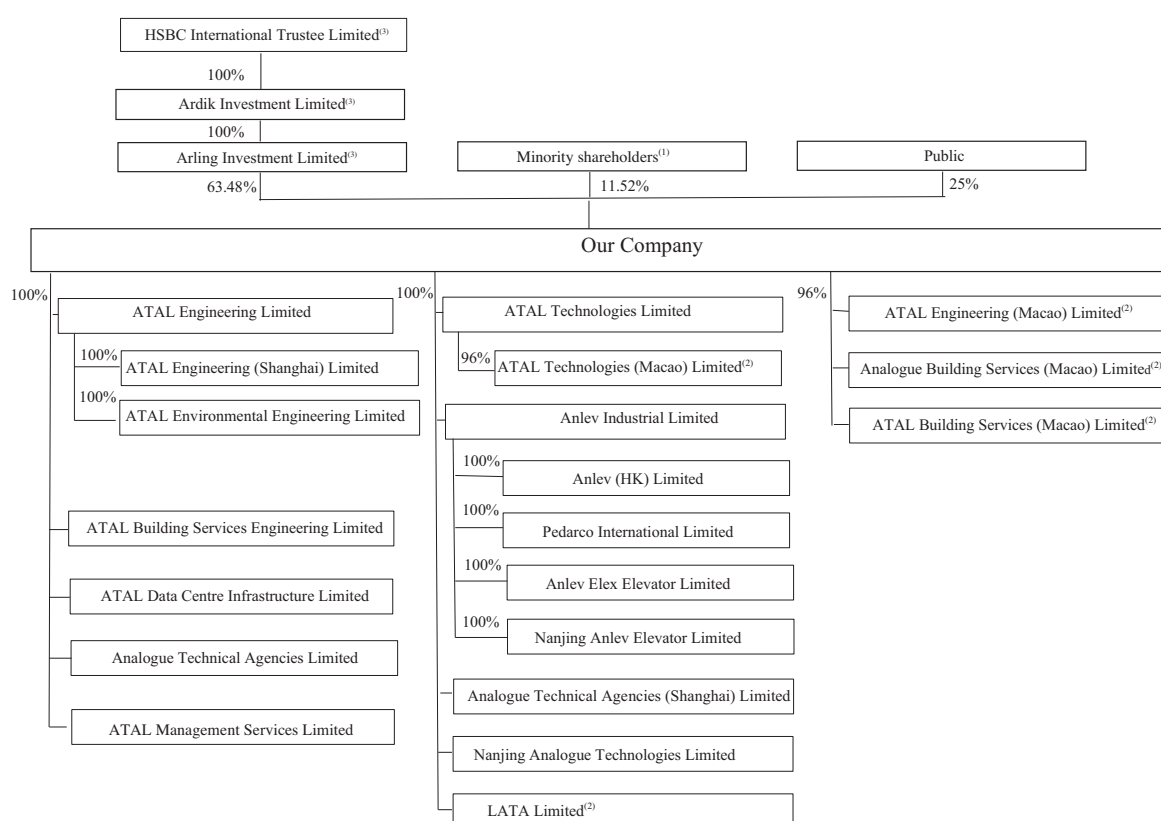 HSBC International Trustee Limited(3)
100%
Ardik Investment Limited(3)
100%
Arling Investment Limited(3)
Minority shareholders(1)
Public
63.48%
11.52%
25%
Our Company
100%
100%
96%
ATAL Engineering Limited
ATAL Technologies Limited
ATAL Engineering (Macao) Limited(2)
100%
ATAL Engineering (Shanghai) Limited
96%
ATAL Technologies (Macao) Limited(2)
Analogue Building Services (Macao) Limited(2)
100%
ATAL Environmental Engineering Limited
Anlev Industrial Limited
ATAL Building Services (Macao) Limited(2)
100%
Anlev (HK) Limited
100%
ATAL Building Services Engineering Limited
Pedarco International Limited
100%
ATAL Data Centre Infrastructure Limited
Anlev Elex Elevator Limited
100%
Nanjing Anlev Elevator Limited
Analogue Technical Agencies Limited
Analogue Technical Agencies (Shanghai) Limited
ATAL Management Services Limited
Nanjing Analogue Technologies Limited
LATA Limited(2)